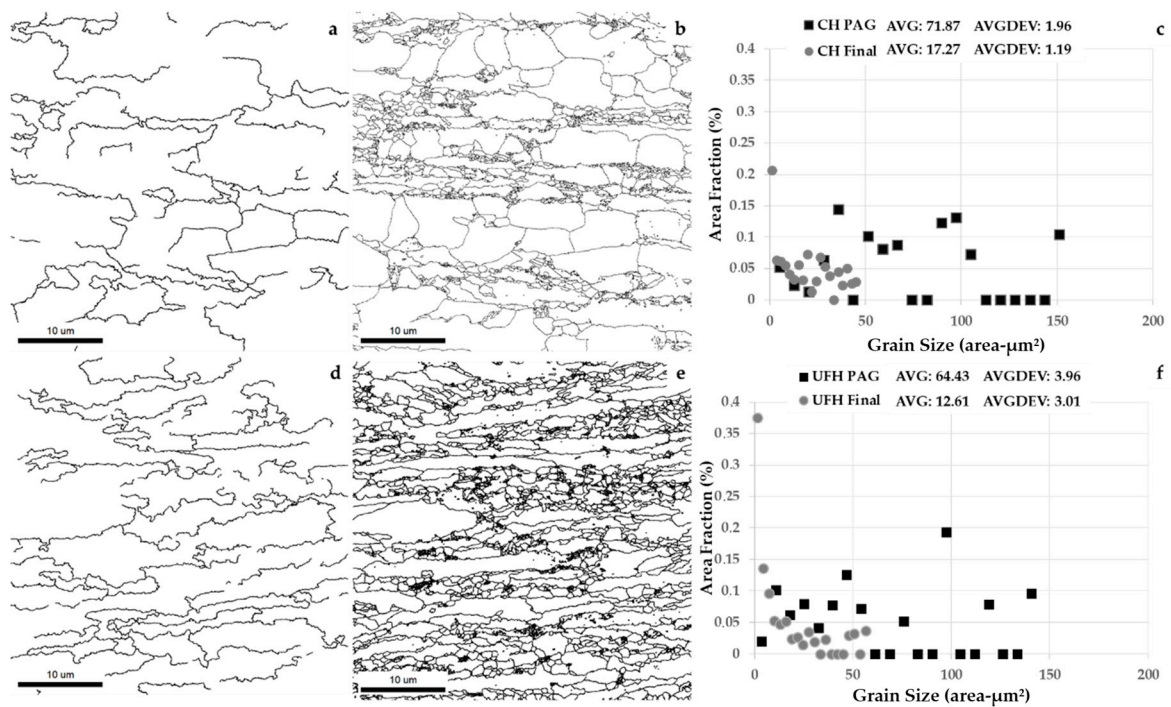 a
10 um
b
10 um
■ CH PAG AVG: 71.87 AVGDEV: 1.96
● CH Final AVG: 17.27 AVGDEV: 1.19
c
0.4
0.35
0.3
0.25
0.2
0.15
0.1
0.05
0
0 50 100 150 200
Area Fraction (%)
Grain Size (area-μm²)
d
10 um
e
10 um
■ UFH PAG AVG: 64.43 AVGDEV: 3.96
● UFH Final AVG: 12.61 AVGDEV: 3.01
f
0.4
0.35
0.3
0.25
0.2
0.15
0.1
0.05
0
0 50 100 150 200
Area Fraction (%)
Grain Size (area-μm²)